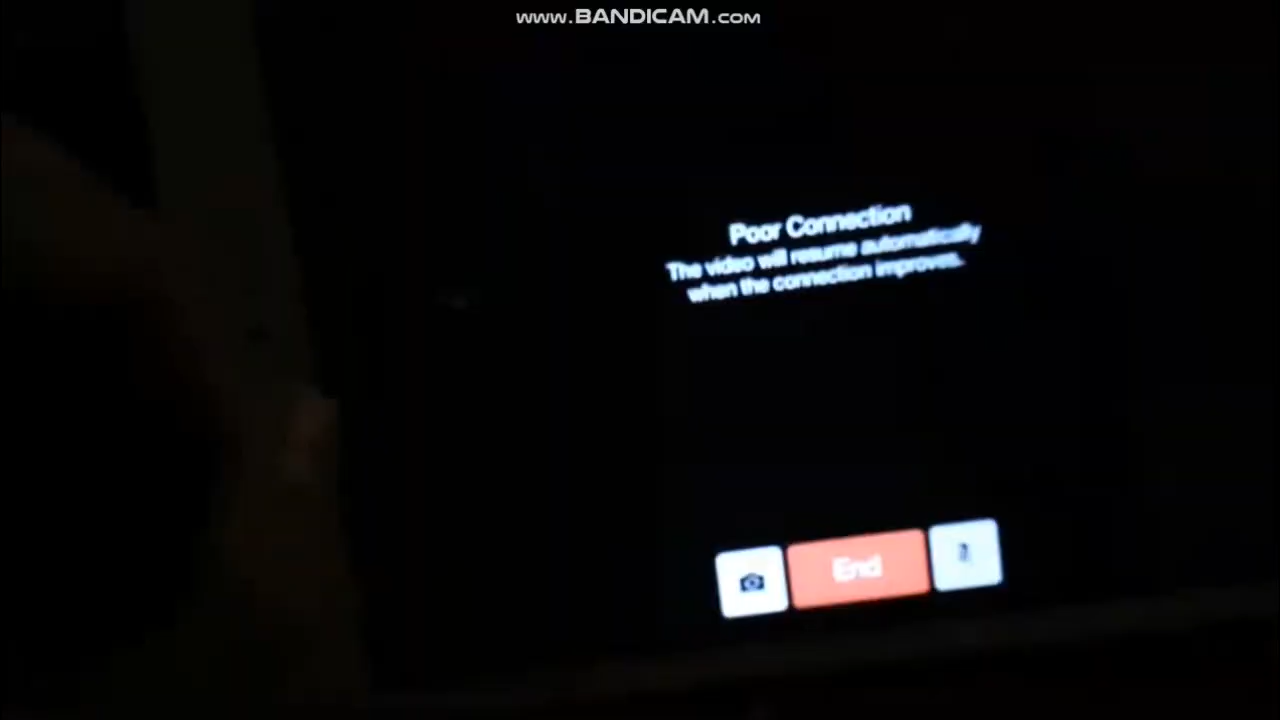 www.BANDICAM.com
Poor Connection
The video will resume automatically
when the connection improves.
End